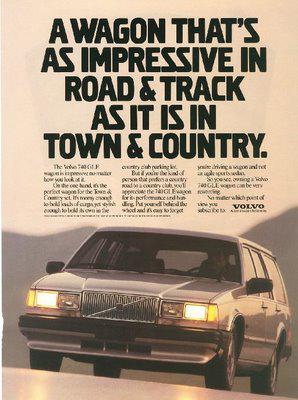 A WAGON THAT'S
AS IMPRESSIVE IN
ROAD & TRACK
AS IT IS IN
TOWN & COUNTRY.
The Volvo 740 GLE
wagon is impressive no matter
how you look at it.
On the one hand, it's the
perfect wagon for the Town &
Country set. It's roomy enough
to hold loads of cargo, yet stylish
enough to hold its own in the
country club parking lot.
But if you're the kind of
person that prefers a country
road to a country club, you'll
appreciate the 740 GLE wagon
for its performance and han-
dling. Put yourself behind the
wheel and it's easy to forget
you're driving a wagon and not
an agile sports sedan.
So you see, owning a Volvo
740 GLE wagon can be very
rewarding.
No matter which point of
view you
subscribe to.
VOLVO